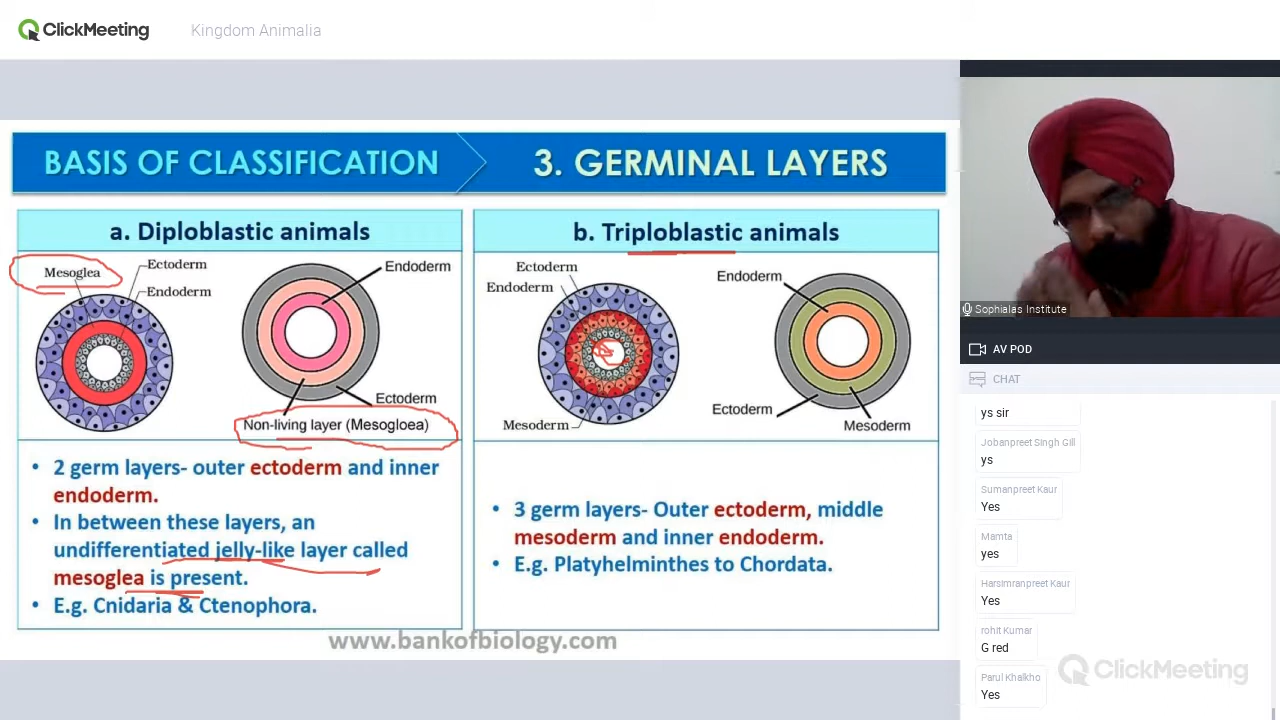 ClickMeeting
Kingdom Animalia
BASIS OF CLASSIFICATION
3. GERMINAL LAYERS
a. Diploblastic animals
Mesoglea
Ectoderm
Endoderm
Endoderm
Ectoderm
Non-living layer (Mesogloea)
• 2 germ layers- outer ectoderm and inner
endoderm.
• In between these layers, an
undifferentiated jelly-like layer called
mesoglea is present.
• E.g. Cnidaria & Ctenophora.
b. Triploblastic animals
Ectoderm
Endoderm
Mesoderm
Endoderm
Ectoderm
Mesoderm
• 3 germ layers- Outer ectoderm, middle
mesoderm and inner endoderm.
• E.g. Platyhelminthes to Chordata.
www.bankofbiology.com
Sophialas Institute
AV POD
CHAT
ys sir
Jobanpreet Singh Gill
ys
Sumanpreet Kaur
Yes
Mamta
yes
Harsimranpreet Kaur
Yes
rohit Kumar
G red
Parul Khalkho
Yes
ClickMeeting